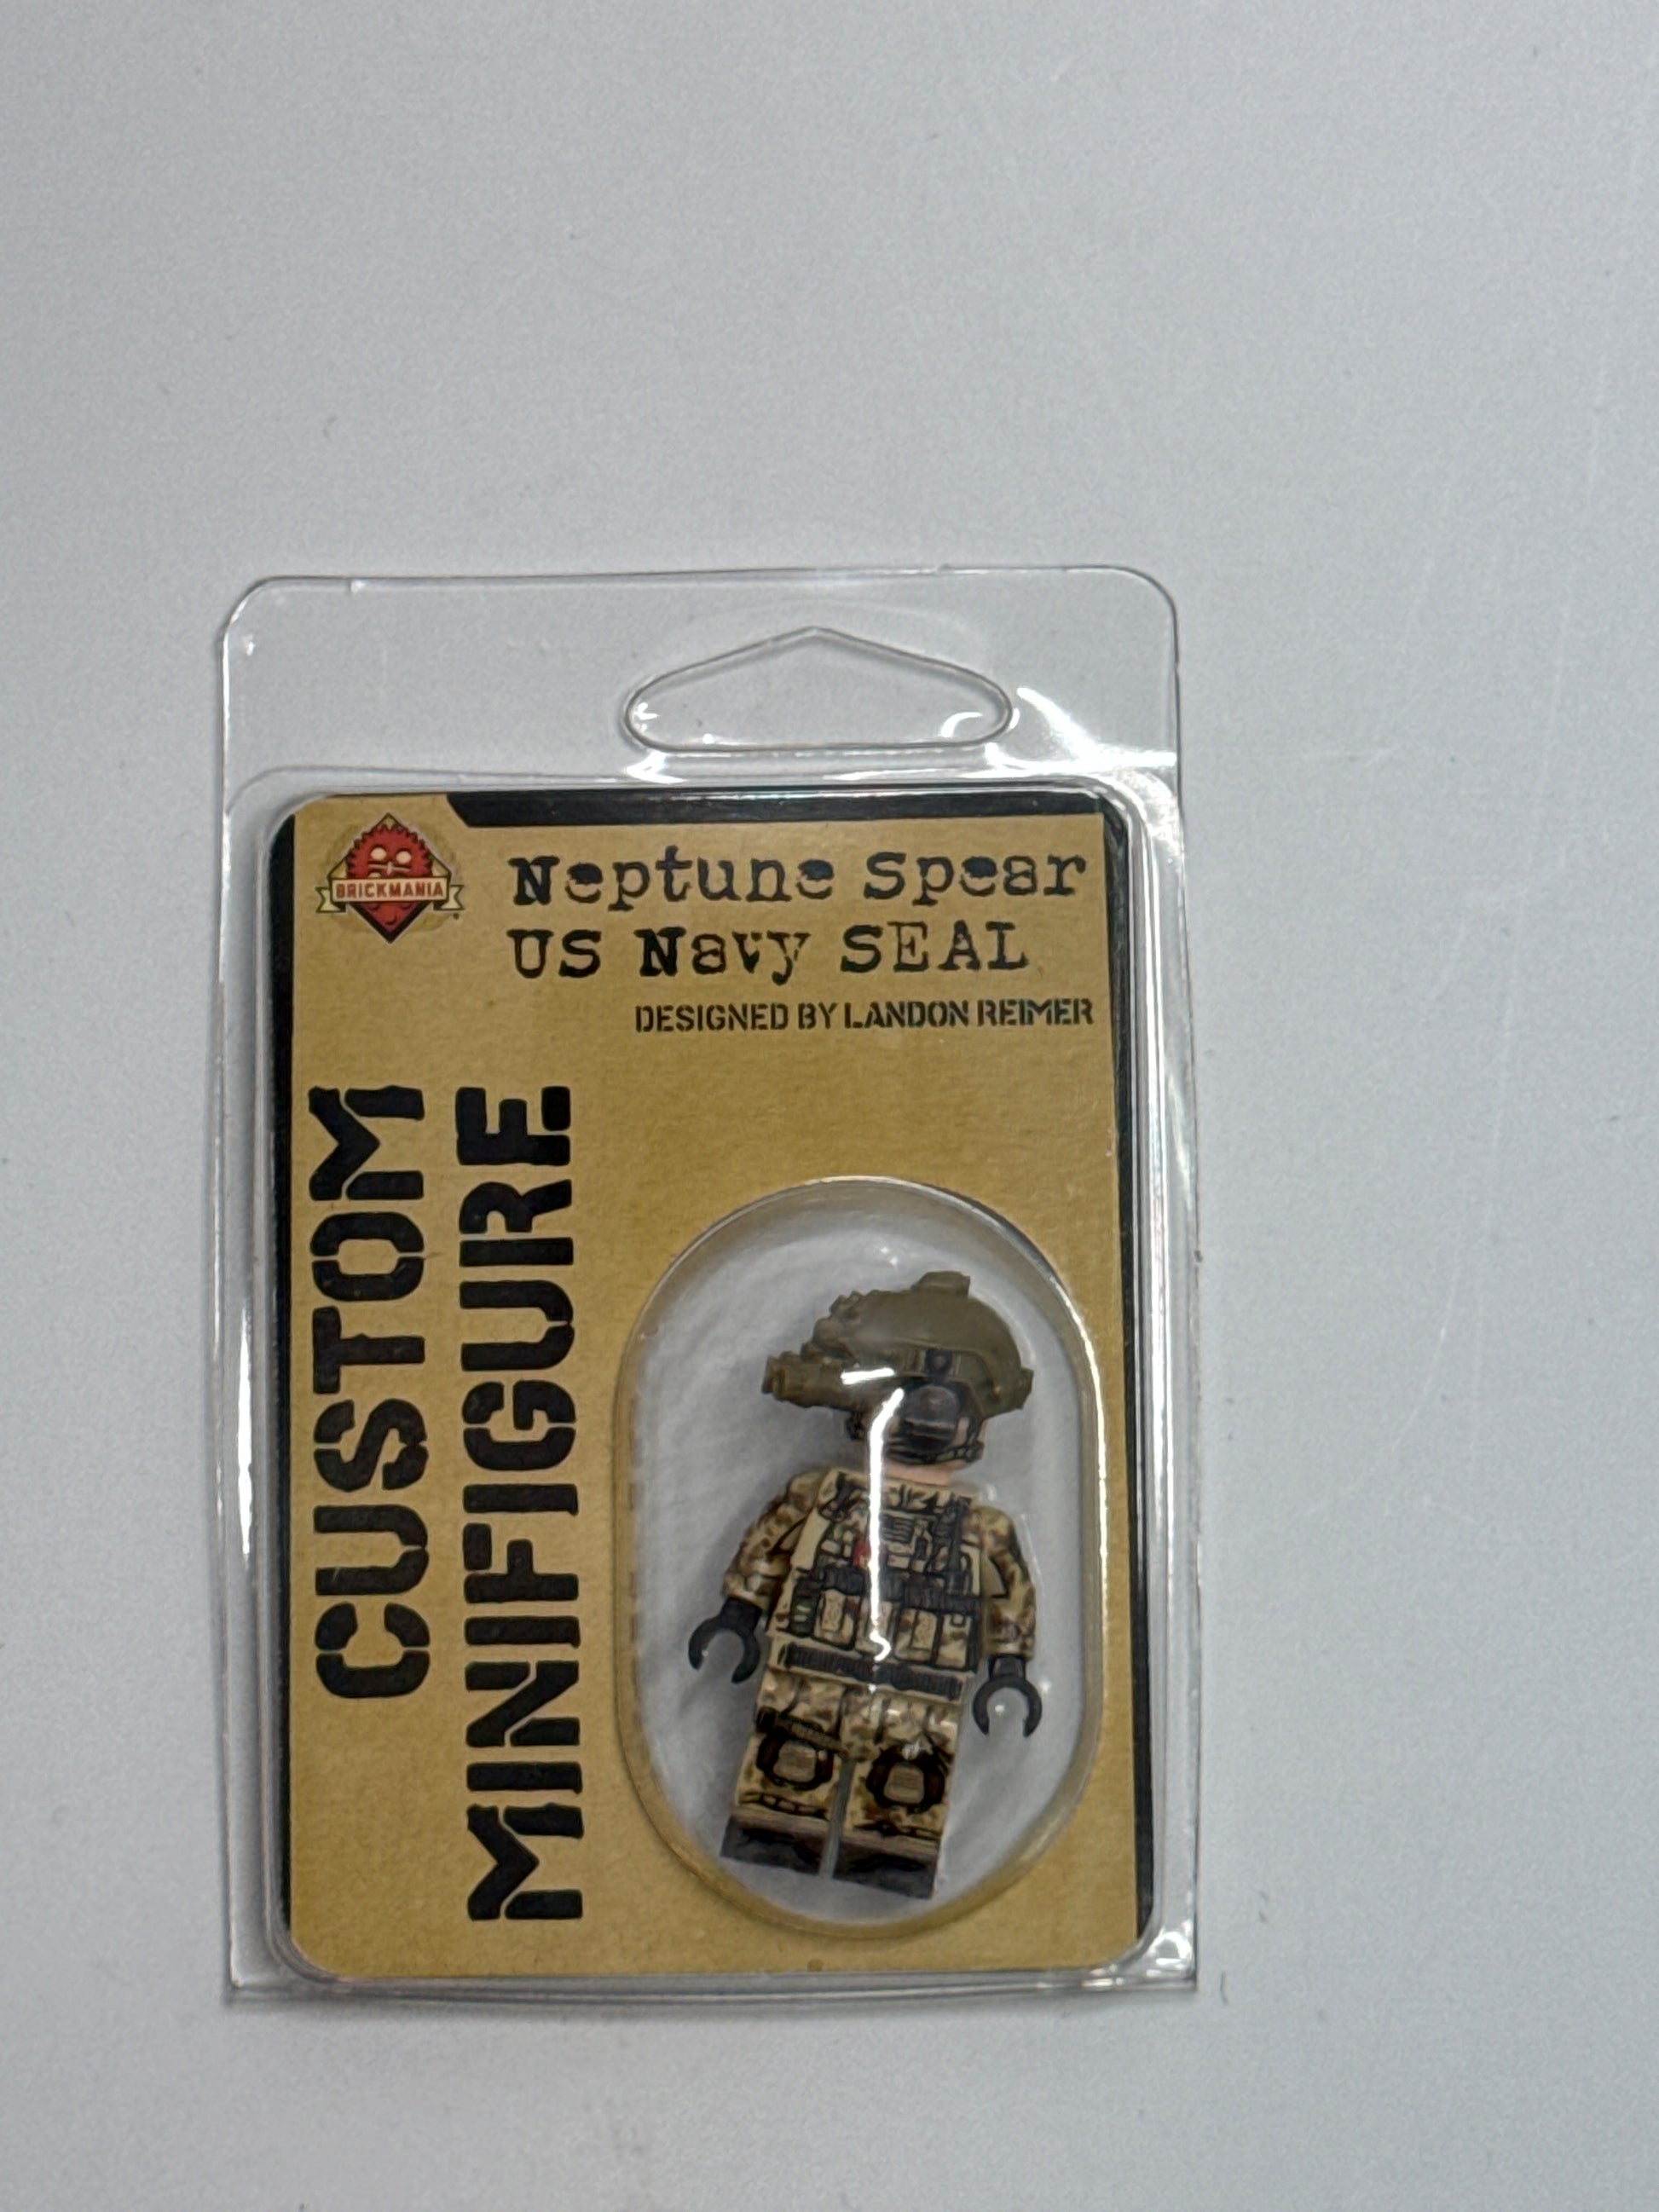 BRICKMANIA
Neptune Spear
US Navy SEAL
DESIGNED BY LANDON REIMER
CUSTOM
MINIFIGURE